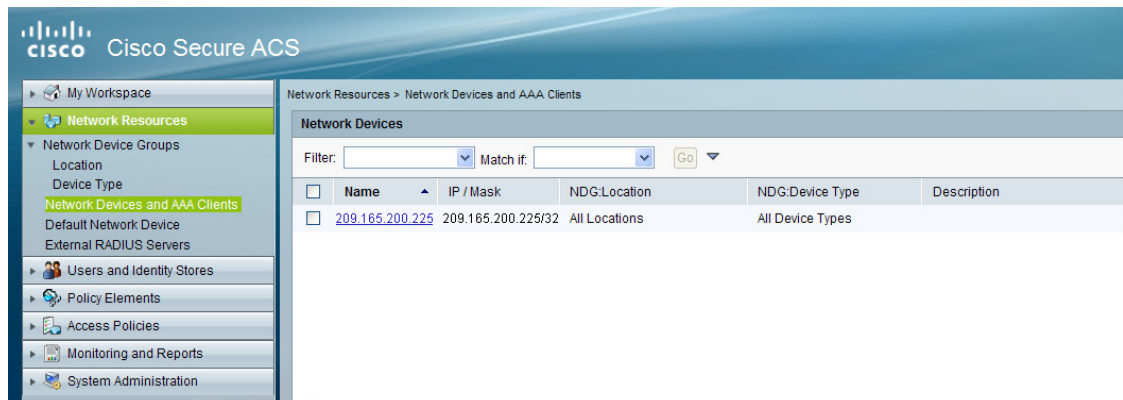 CISCO Cisco Secure ACS
My Workspace
Network Resources
Network Device Groups
Location
Device Type
Network Devices and AAA Clients
Default Network Device
External RADIUS Servers
Users and Identity Stores
Policy Elements
Access Policies
Monitoring and Reports
System Administration
Network Resources > Network Devices and AAA Clients
Network Devices
Filter: Match if: Go
Name IP / Mask NDG:Location NDG:Device Type Description
209.165.200.225 209.165.200.225/32 All Locations All Device Types